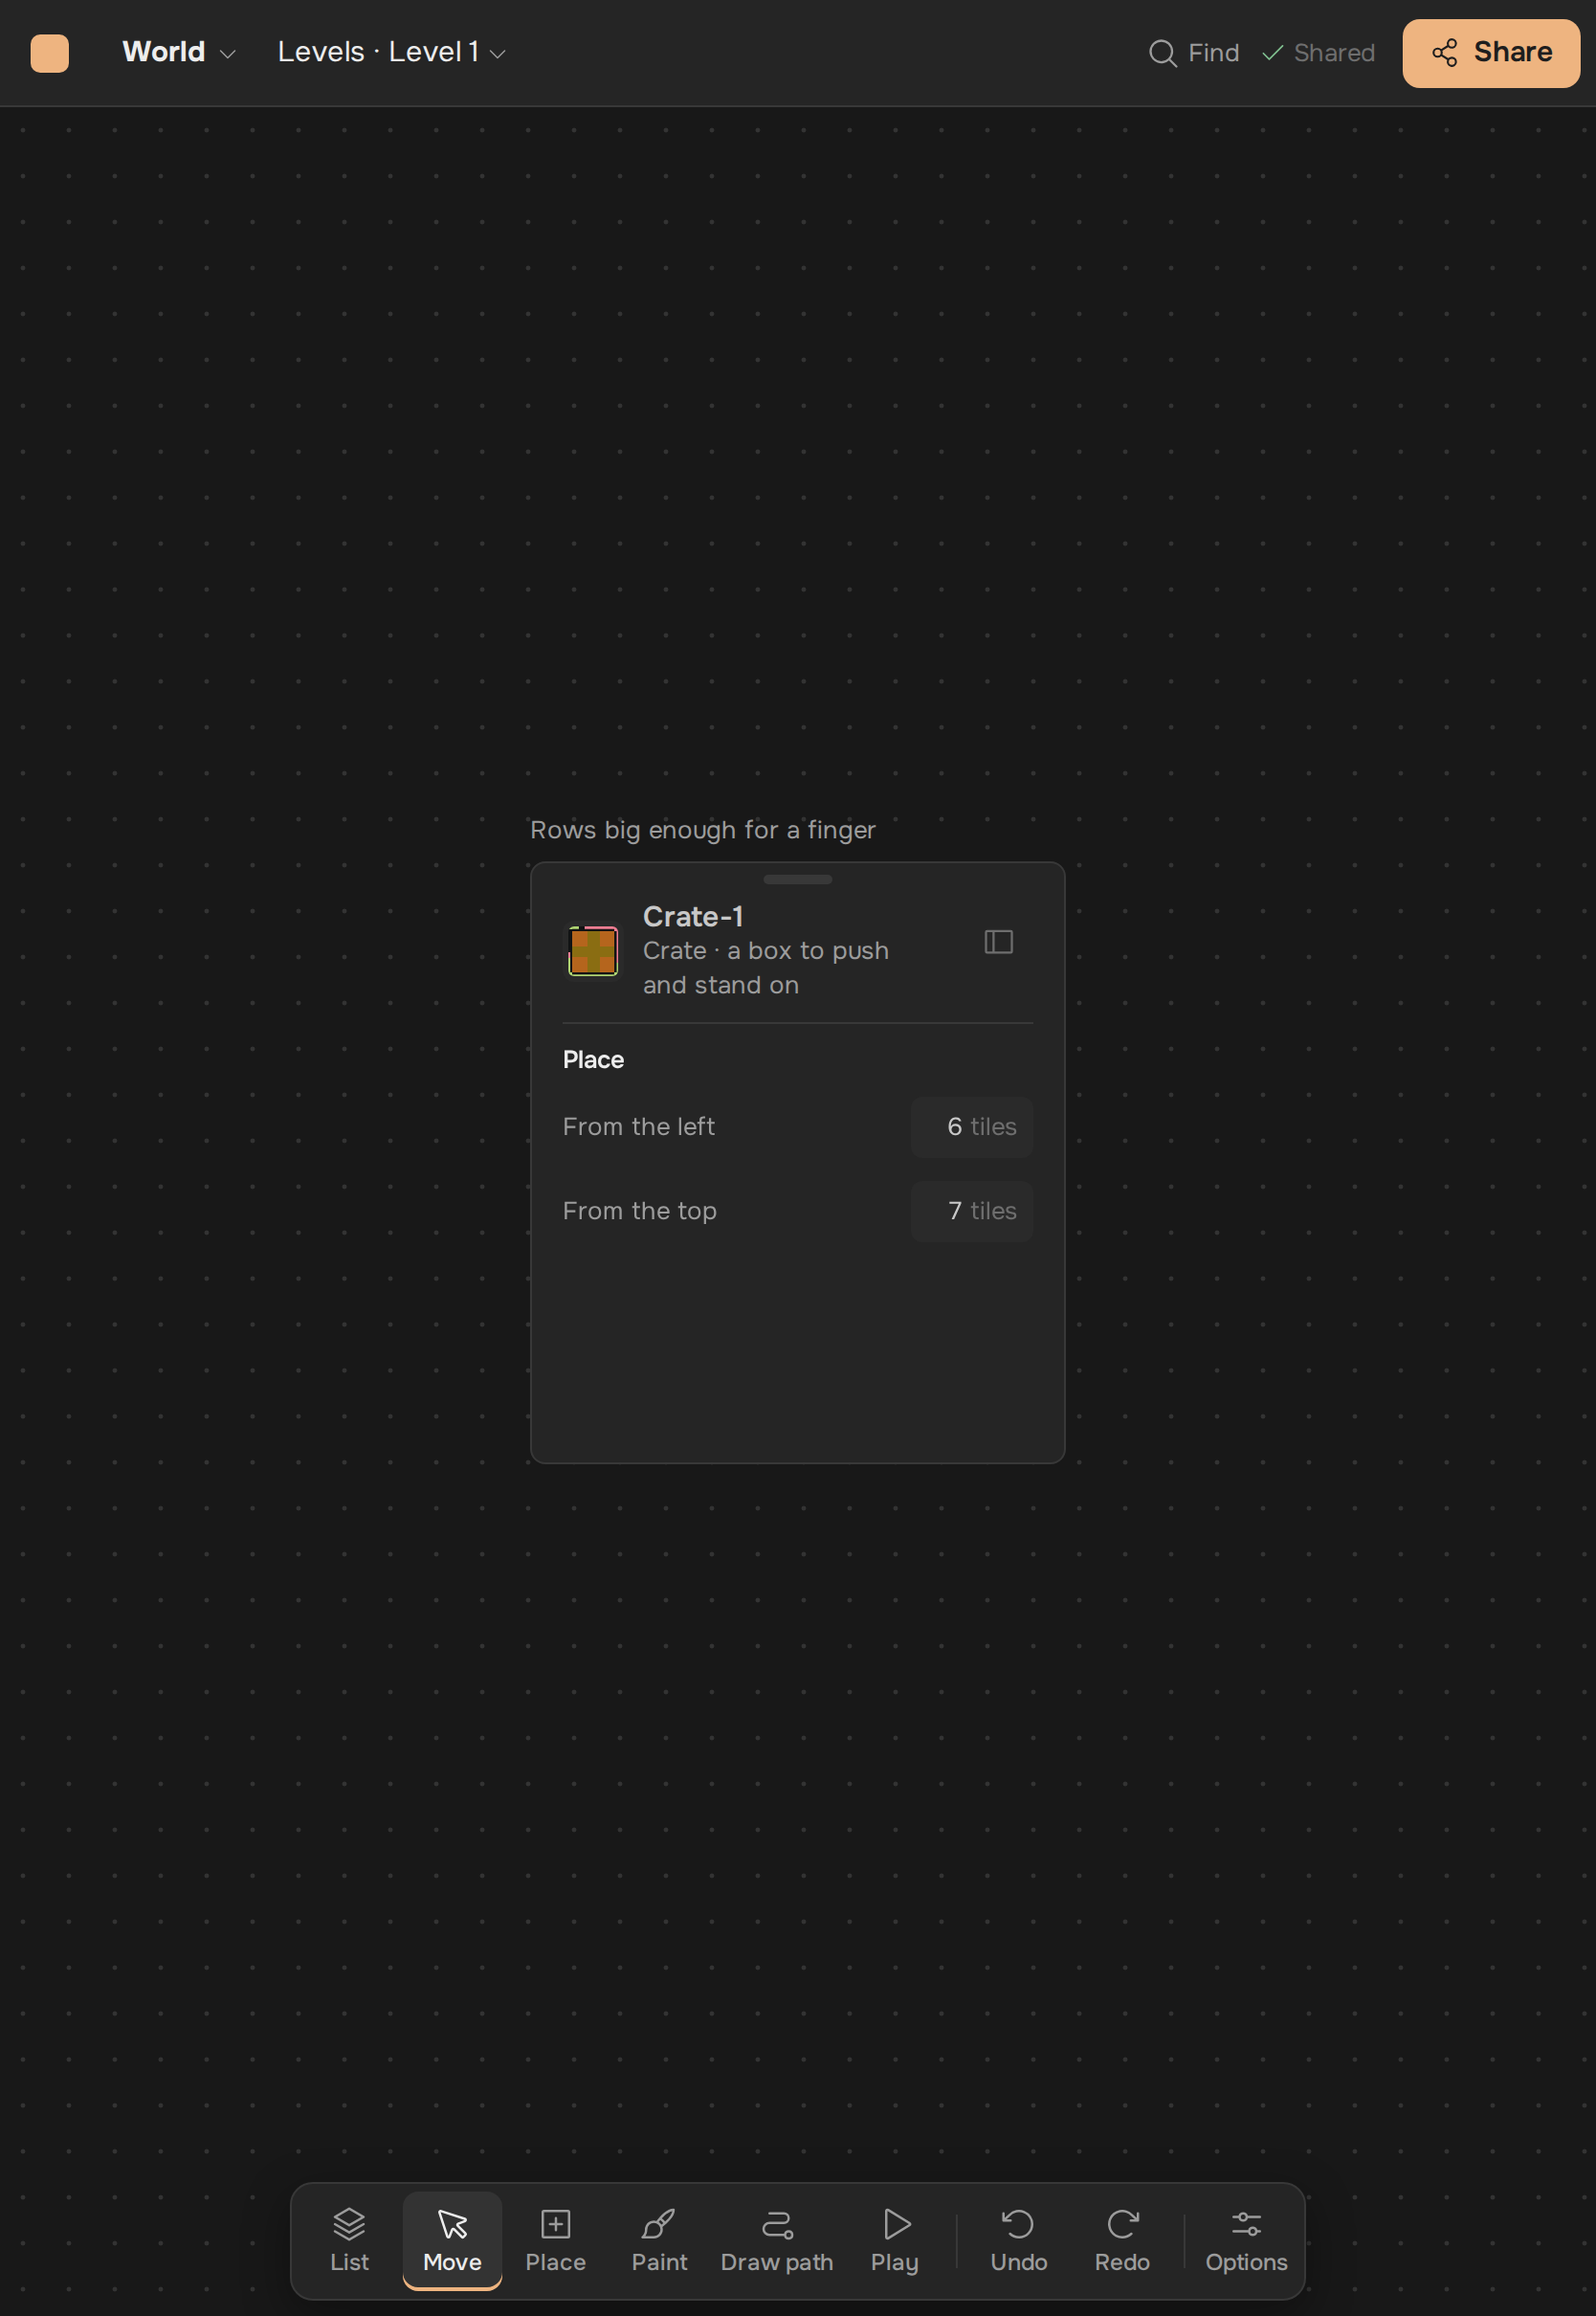 World
Levels · Level 1
Find
Shared
Share
Rows big enough for a finger
Crate-1
Crate · a box to push
and stand on
Place
From the left
6 tiles
From the top
7 tiles
List
Move
Place
Paint
Draw path
Play
Undo
Redo
Options